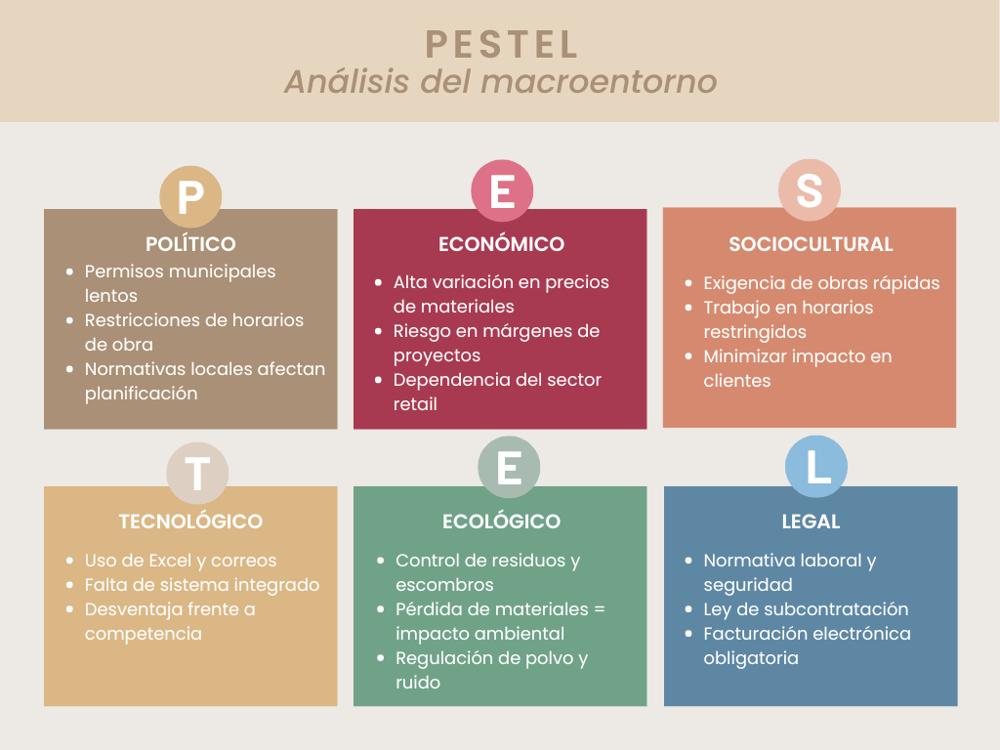 PESTEL
Análisis del macroentorno
P
POLÍTICO
• Permisos municipales
lentos
• Restricciones de horarios
de obra
• Normativas locales afectan
planificación
E
ECONÓMICO
• Alta variación en precios
de materiales
• Riesgo en márgenes de
proyectos
• Dependencia del sector
retail
S
SOCIOCULTURAL
• Exigencia de obras rápidas
• Trabajo en horarios
restringidos
• Minimizar impacto en
clientes
T
TECNOLÓGICO
• Uso de Excel y correos
• Falta de sistema integrado
• Desventaja frente a
competencia
E
ECOLÓGICO
• Control de residuos y
escombros
• Pérdida de materiales =
impacto ambiental
• Regulación de polvo y
ruido
L
LEGAL
• Normativa laboral y
seguridad
• Ley de subcontratación
• Facturación electrónica
obligatoria